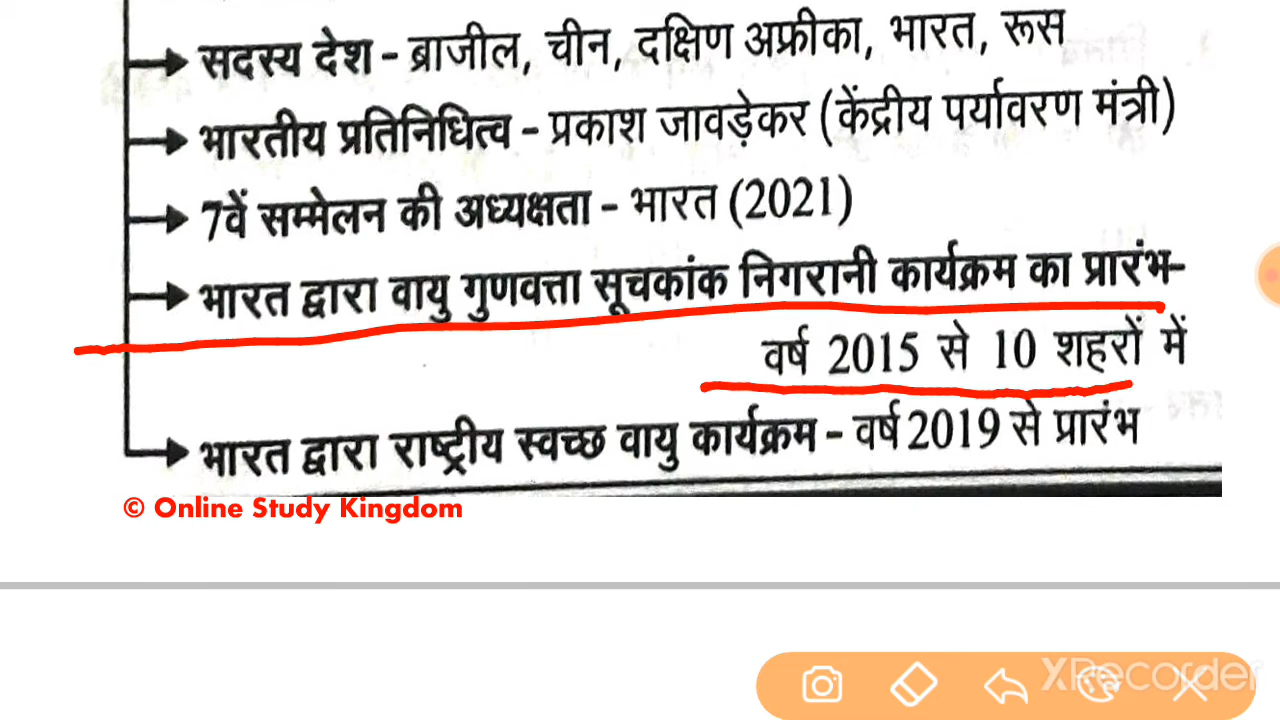 सदस्य देश - ब्राजील, चीन, दक्षिण अफ्रीका, भारत, रूस
भारतीय प्रतिनिधित्व - प्रकाश जावड़ेकर (केंद्रीय पर्यावरण मंत्री)
7वें सम्मेलन की अध्यक्षता - भारत (2021)
भारत द्वारा वायु गुणवत्ता सूचकांक निगरानी कार्यक्रम का प्रारंभ-
वर्ष 2015 से 10 शहरों में
भारत द्वारा राष्ट्रीय स्वच्छ वायु कार्यक्रम - वर्ष 2019 से प्रारंभ
© Online Study Kingdom
XRecorder